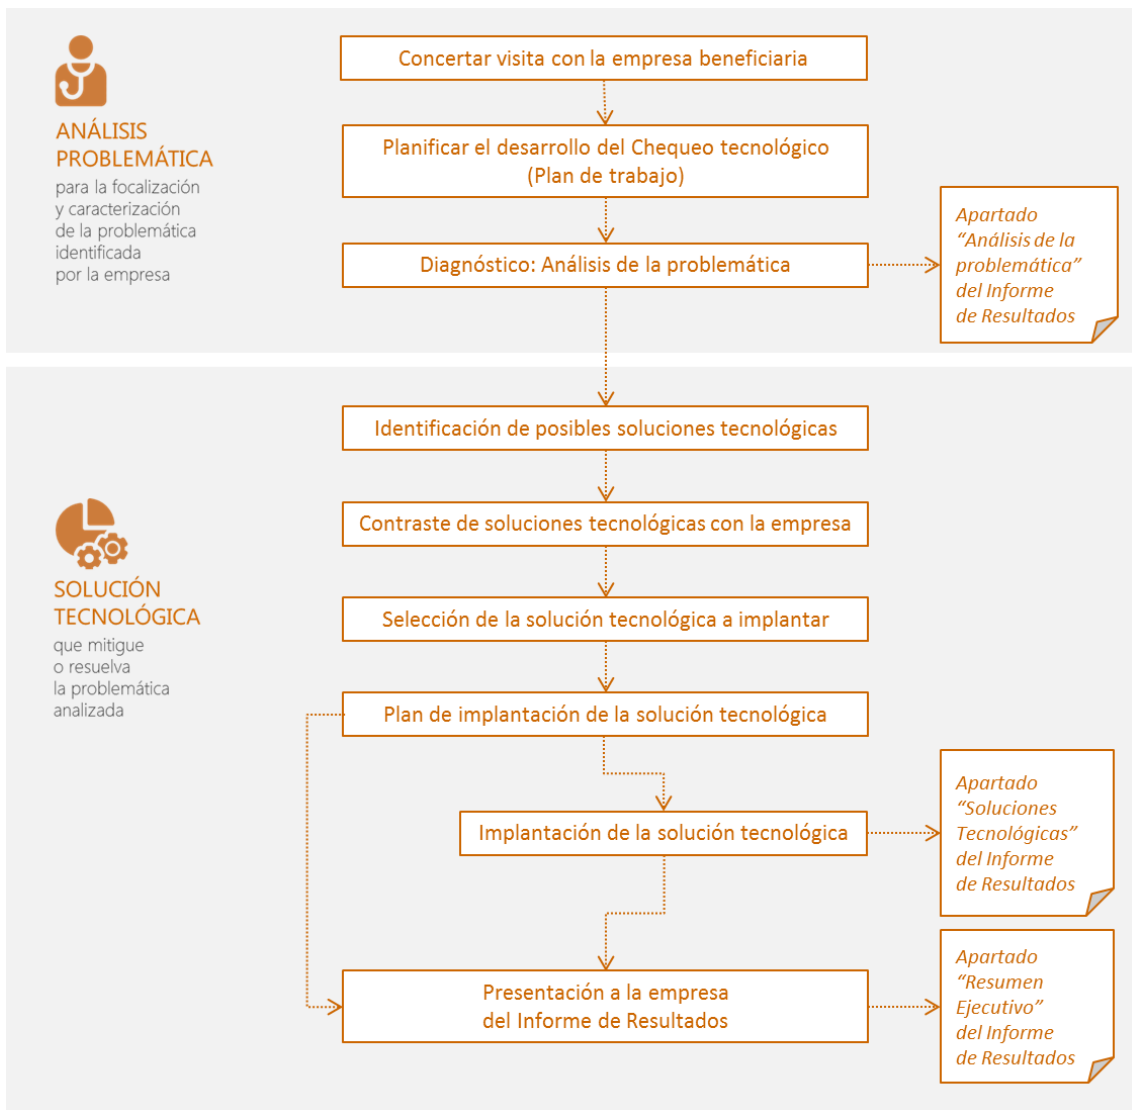 ANÁLISIS
PROBLEMÁTICA
para la focalización
y caracterización
de la problemática
identificada
por la empresa
Concertar visita con la empresa beneficiaria
Planificar el desarrollo del Chequeo tecnológico
(Plan de trabajo)
Diagnóstico: Análisis de la problemática
Apartado
“Análisis de la
problemática”
del Informe
de Resultados
SOLUCIÓN
TECNOLÓGICA
que mitigue
o resuelva
la problemática
analizada
Identificación de posibles soluciones tecnológicas
Contraste de soluciones tecnológicas con la empresa
Selección de la solución tecnológica a implantar
Plan de implantación de la solución tecnológica
Implantación de la solución tecnológica
Apartado
“Soluciones
Tecnológicas”
del Informe
de Resultados
Presentación a la empresa
del Informe de Resultados
Apartado
“Resumen
Ejecutivo”
del Informe
de Resultados